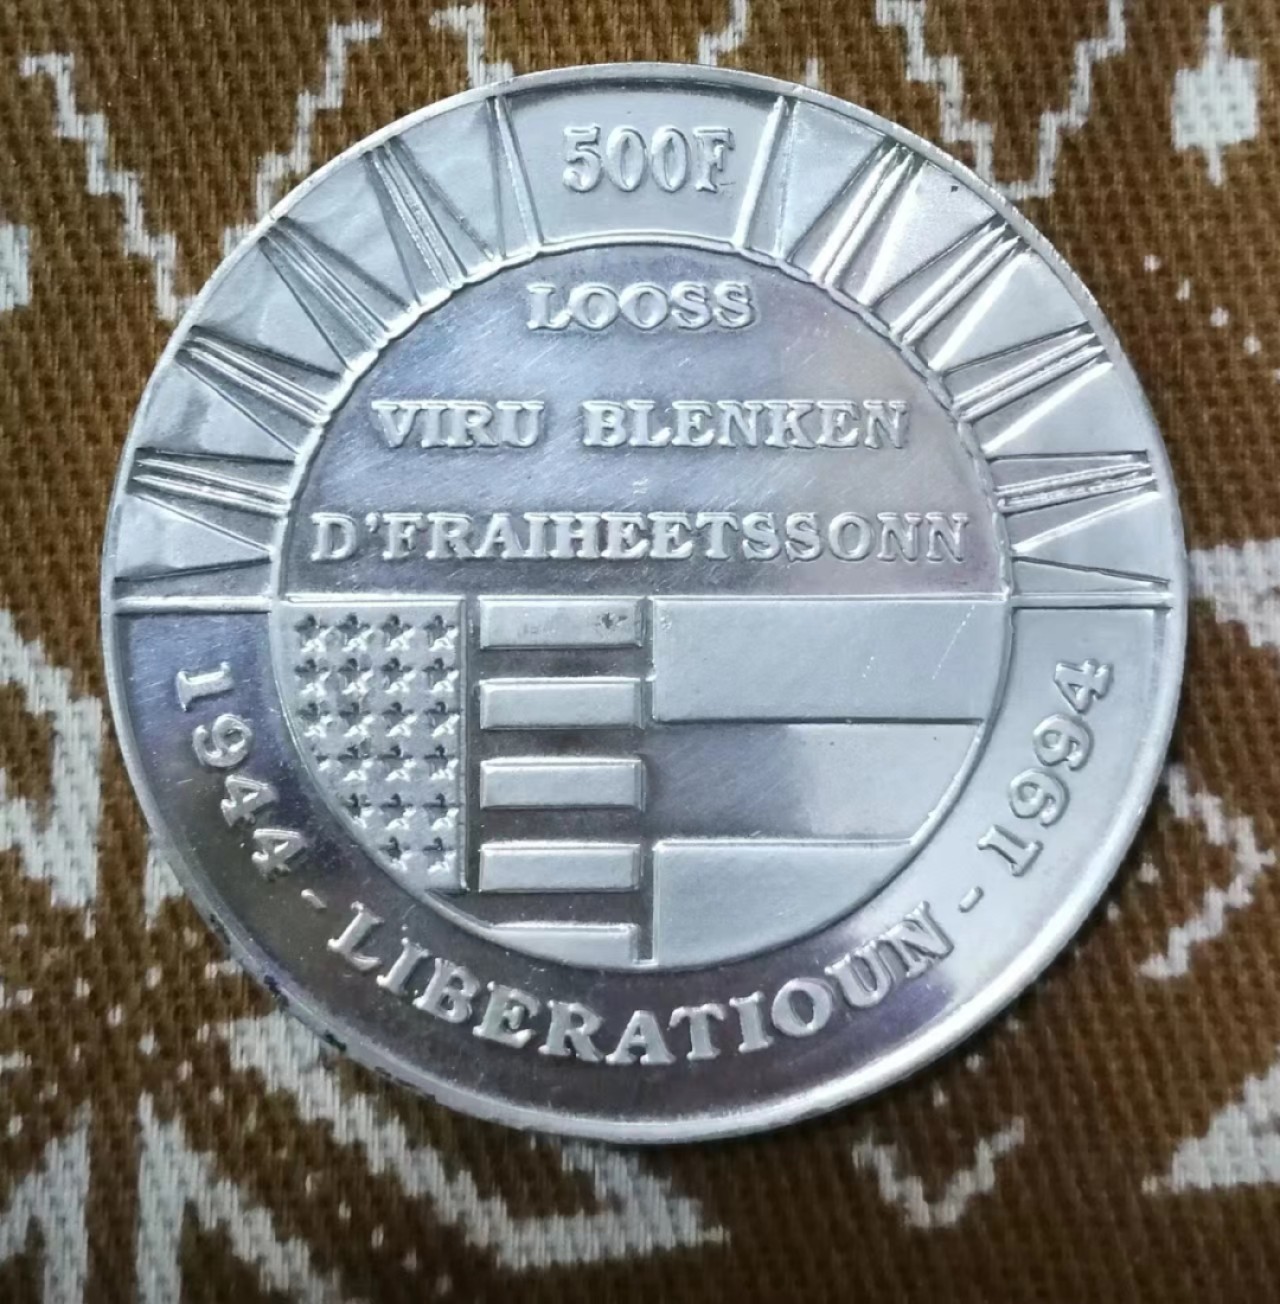 500F
LOOSS
VIRU BLENKEN
D'FRAIHEETSSONN
1944 - LIBERATIOUN - 1994